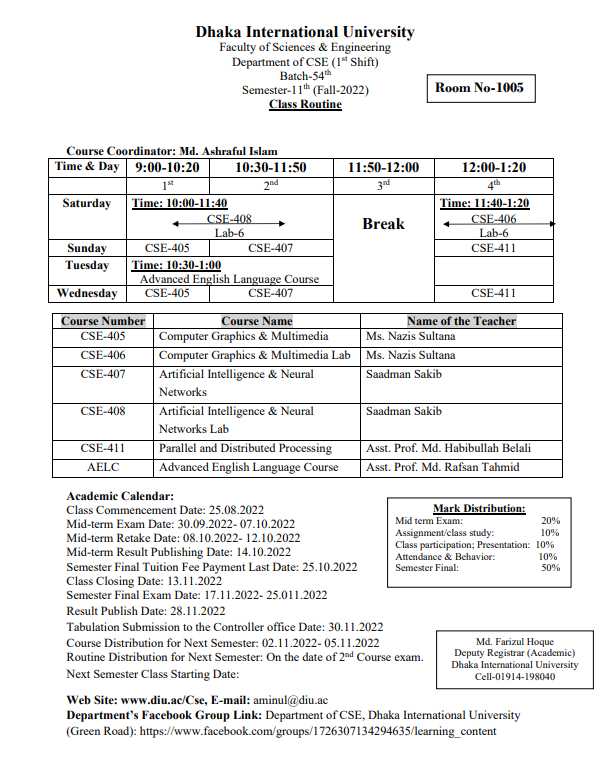 Dhaka International University
Faculty of Sciences & Engineering
Department of CSE (1st Shift)
Batch-54th
Semester-11th (Fall-2022)
Class Routine
Room No-1005
Course Coordinator: Md. Ashraful Islam
Time & Day 9:00-10:20 10:30-11:50 11:50-12:00 12:00-1:20
1st 2nd 3rd 4th
Saturday Time: 10:00-11:40 Time: 11:40-1:20
CSE-408 Break CSE-406
Lab-6 Lab-6
Sunday CSE-405 CSE-407 CSE-411
Tuesday Time: 10:30-1:00
Advanced English Language Course
Wednesday CSE-405 CSE-407 CSE-411
Course Number Course Name Name of the Teacher
CSE-405 Computer Graphics & Multimedia Ms. Nazis Sultana
CSE-406 Computer Graphics & Multimedia Lab Ms. Nazis Sultana
CSE-407 Artificial Intelligence & Neural Saadman Sakib
Networks
CSE-408 Artificial Intelligence & Neural Saadman Sakib
Networks Lab
CSE-411 Parallel and Distributed Processing Asst. Prof. Md. Habibullah Belali
AELC Advanced English Language Course Asst. Prof. Md. Rafsan Tahmid
Academic Calendar:
Class Commencement Date: 25.08.2022
Mid-term Exam Date: 30.09.2022- 07.10.2022
Mid-term Retake Date: 08.10.2022- 12.10.2022
Mid-term Result Publishing Date: 14.10.2022
Semester Final Tuition Fee Payment Last Date: 25.10.2022
Class Closing Date: 13.11.2022
Semester Final Exam Date: 17.11.2022- 25.011.2022
Result Publish Date: 28.11.2022
Tabulation Submission to the Controller office Date: 30.11.2022
Course Distribution for Next Semester: 02.11.2022- 05.11.2022
Routine Distribution for Next Semester: On the date of 2nd Course exam.
Next Semester Class Starting Date:
Mark Distribution:
Mid term Exam: 20%
Assignment/class study: 10%
Class participation; Presentation: 10%
Attendance & Behavior: 10%
Semester Final: 50%
Md. Farizul Hoque
Deputy Registrar (Academic)
Dhaka International University
Cell-01914-198040
Web Site: www.diu.ac/Cse, E-mail: aminul@diu.ac
Department's Facebook Group Link: Department of CSE, Dhaka International University
(Green Road): https://www.facebook.com/groups/1726307134294635/learning_content